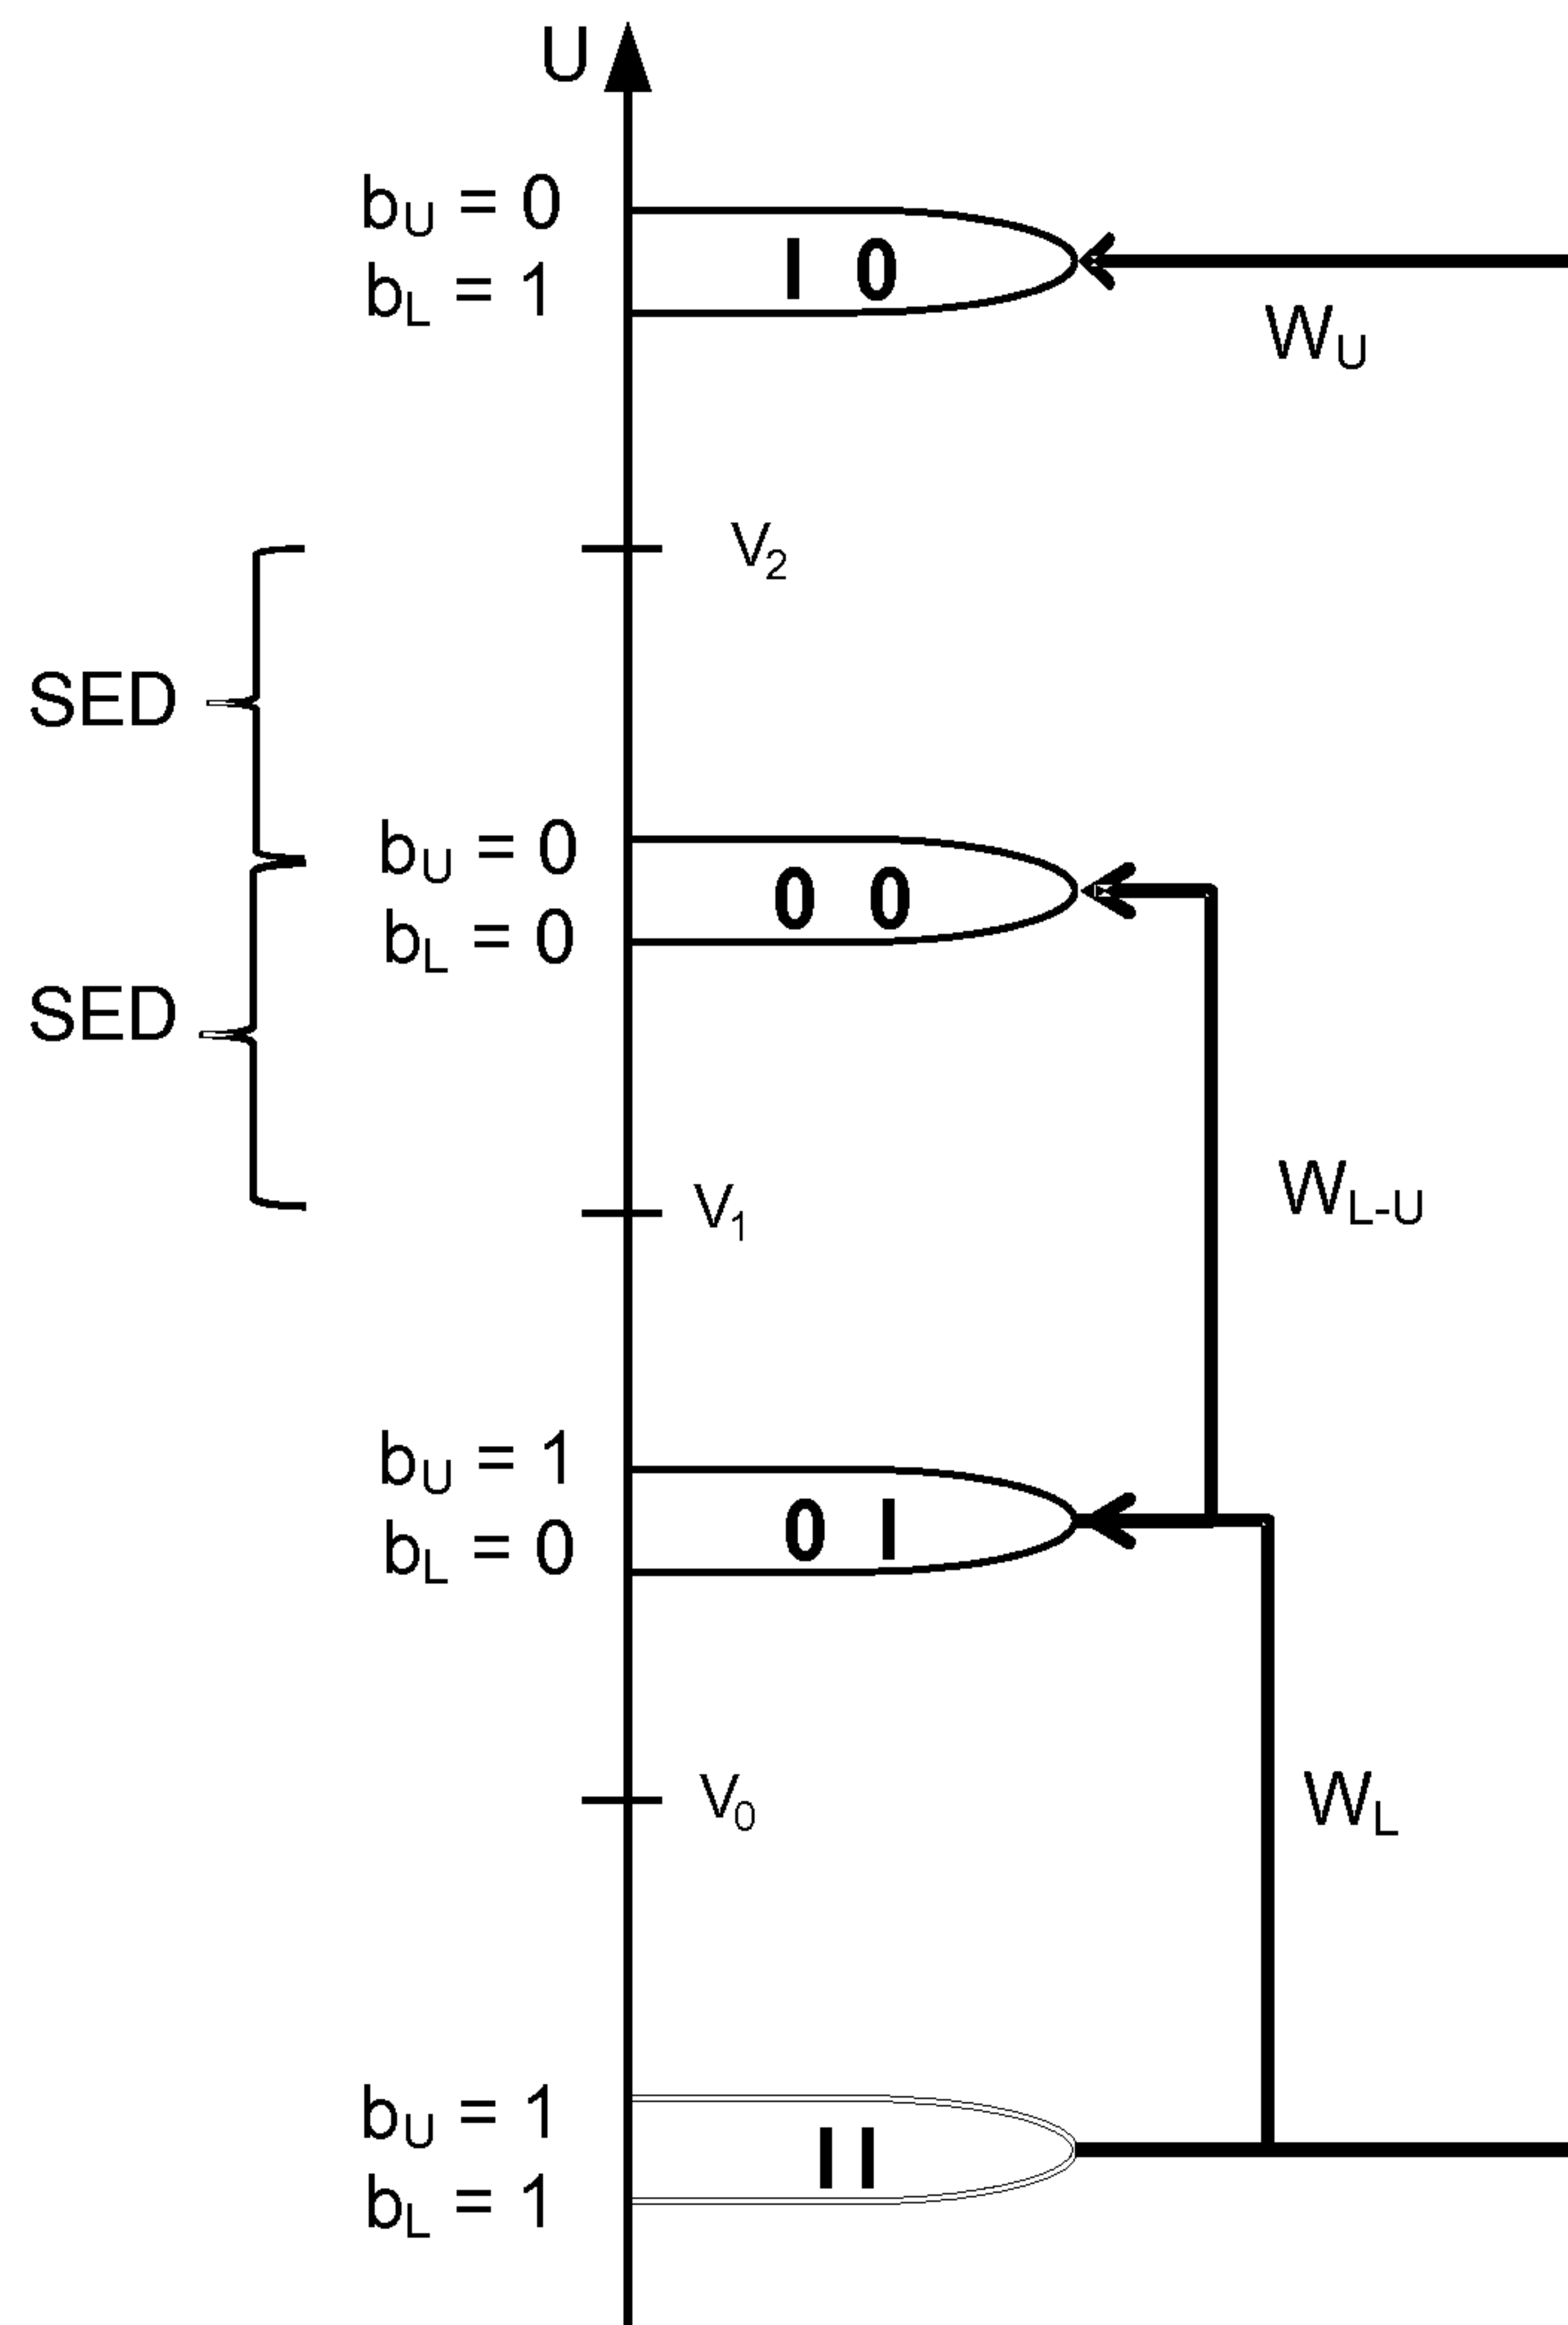 U
b_U = 0
b_L = 1
I 0
W_U
V_2
SED
b_U = 0
b_L = 0
0 0
SED
W_L-U
V_1
b_U = 1
b_L = 0
0 I
V_0
W_L
b_U = 1
b_L = 1
I I